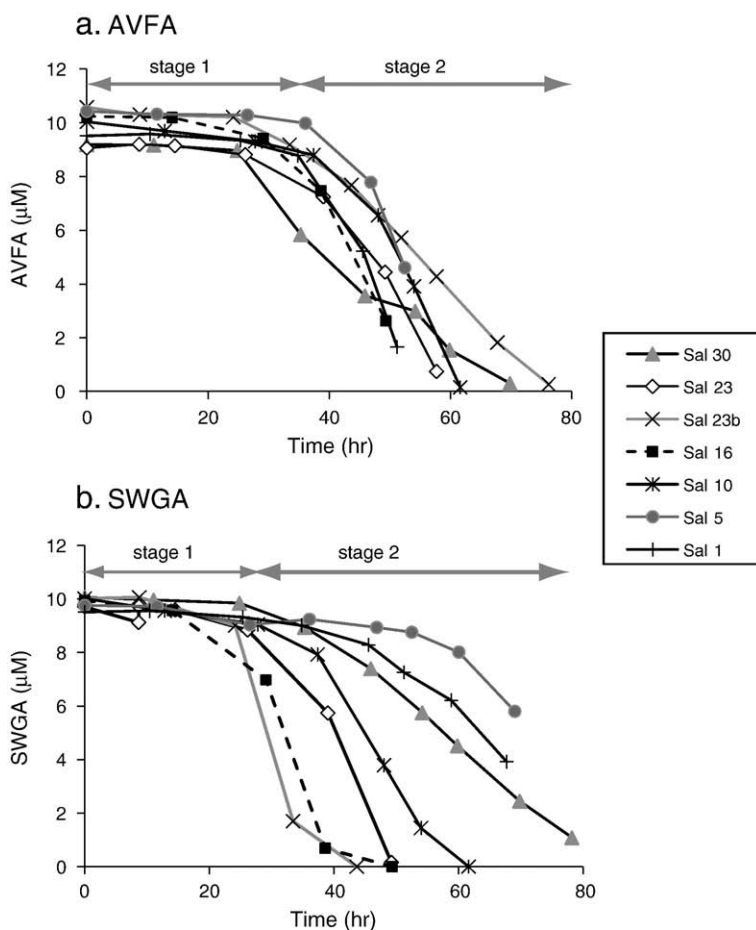 a. AVFA
stage 1 stage 2
12
10
8
6
4
2
0
AVFA (μM)
0 20 40 60 80
Time (hr)
Sal 30
Sal 23
Sal 23b
Sal 16
Sal 10
Sal 5
Sal 1
b. SWGA
stage 1 stage 2
12
10
8
6
4
2
0
SWGA (μM)
0 20 40 60 80
Time (hr)